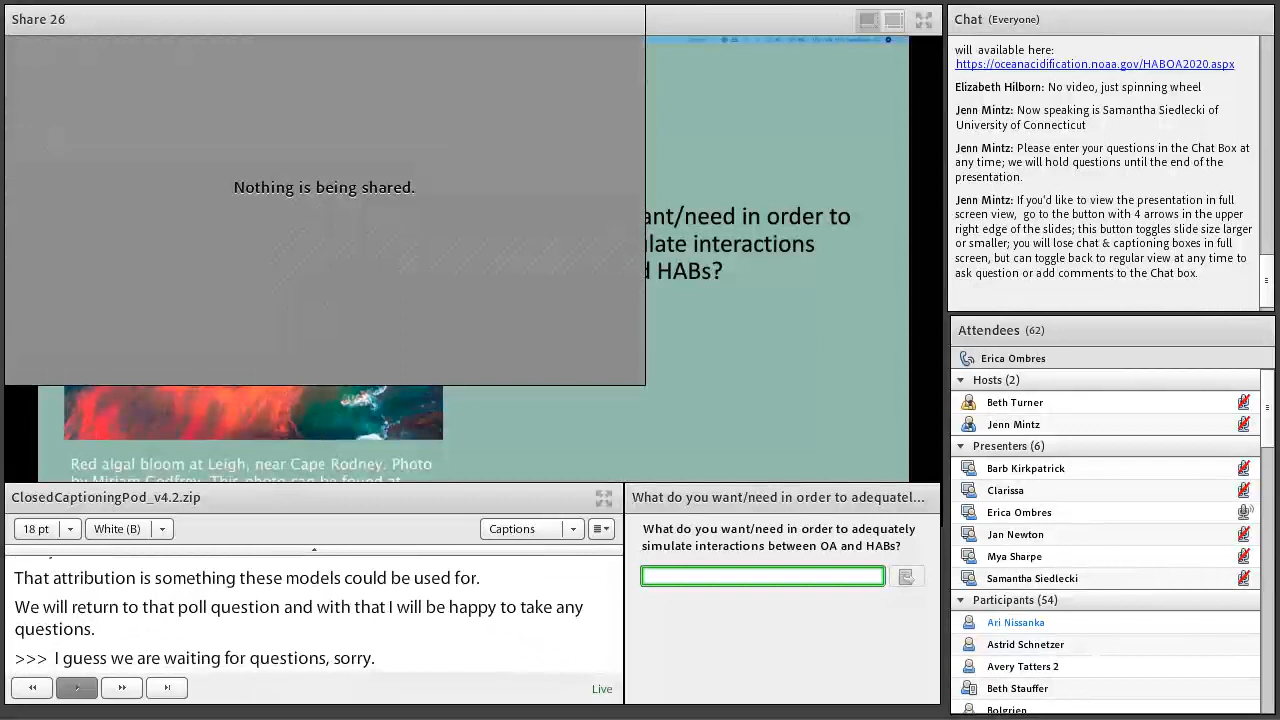 Share 26
Nothing is being shared.
ant/need in order to
ulate interactions
d HABs?
Red algal bloom at Leigh, near Cape Rodney. Photo
by Miriam Godfrey. This photo can be found at
ClosedCaptioningPod_v4.2.zip
18 pt
White (B)
Captions
That attribution is something these models could be used for.
We will return to that poll question and with that I will be happy to take any
questions.
>>> I guess we are waiting for questions, sorry.
Live
What do you want/need in order to adequatel...
What do you want/need in order to adequately
simulate interactions between OA and HABs?
Chat (Everyone)
will available here:
https://oceanacidification.noaa.gov/HABOA2020.aspx
Elizabeth Hilborn: No video, just spinning wheel
Jenn Mintz: Now speaking is Samantha Siedlecki of
University of Connecticut
Jenn Mintz: Please enter your questions in the Chat Box at
any time; we will hold questions until the end of the
presentation.
Jenn Mintz: If you'd like to view the presentation in full
screen view, go to the button with 4 arrows in the upper
right edge of the slides; this button toggles slide size larger
or smaller; you will lose chat & captioning boxes in full
screen, but can toggle back to regular view at any time to
ask question or add comments to the Chat box.
Attendees (62)
Erica Ombres
Hosts (2)
Beth Turner
Jenn Mintz
Presenters (6)
Barb Kirkpatrick
Clarissa
Erica Ombres
Jan Newton
Mya Sharpe
Samantha Siedlecki
Participants (54)
Ari Nissanka
Astrid Schnetzer
Avery Tatters 2
Beth Stauffer
Bolgrien